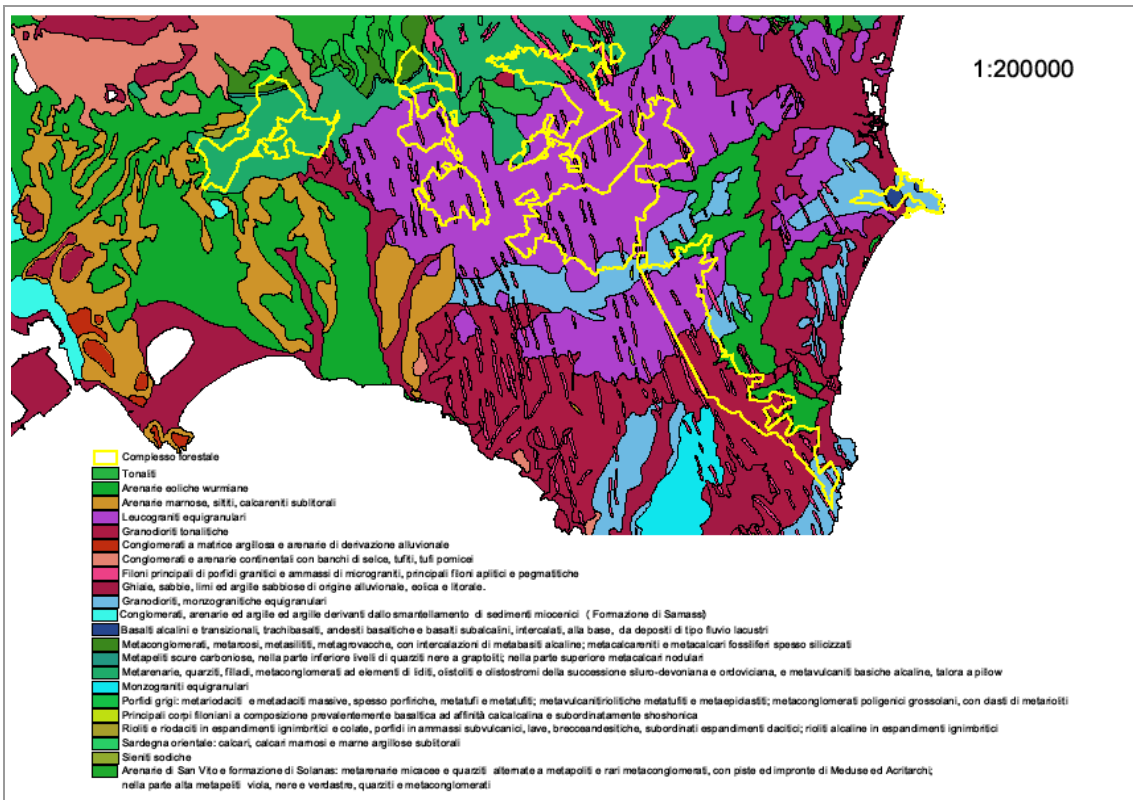 1:200000
Complesso forestale
Tonaliti
Arenarie eoliche wurmiane
Arenarie marnose, siltiti, calcareniti sublitorali
Leucograniti equigranulari
Granodioriti tonalitiche
Conglomerati a matrice argillosa e arenarie di derivazione alluvionale
Conglomerati e arenarie continentali con banchi di selce, tufiti, tufi pomicei
Filoni principali di porfidi granitici e ammassi di microgranti, principali filoni aplitici e pegmatitiche
Ghiaie, sabbie, limi ed argille sabbiose di origine alluvionale, eolica e litorale.
Granodioriti, monzogranitiche equigranulari
Conglomerati, arenarie ed argille ed argille derivanti dallo smantellamento di sedimenti miocenici ( Formazione di Samassi)
Basalti alcalini e transizionali, trachibasalti, andesiti basaltiche e basalti subalcalini, intercalati, alla base, da depositi di tipo fluvio lacustri
Metaconglomerati, metarcosi, metasiltiti, metagrovacche, con intercalazioni di metabasiti alcaline; metacalcareniti e metacalcari fossiliferi spesso silicizzati
Metapeliti scure carboniose, nella parte inferiore livelli di quarziti nere a graptoliti; nella parte superiore metacalcari nodulari
Metarenarie, quarziti, filladi, metaconglomerati ad elementi di liditi, olistoliti e olistostromi della successione siluro-devoniana e ordoviciana, e metavulcaniti basiche alcaline, talora a pillow
Monzograniti equigranulari
Porfidi grigi: metariodaciti e metadaciti massive, spesso porfiriche, metatufi e metatufiti; metavulcanitiriolitiche metatufiti e metaepidastiti; metaconglomerati poligenici grossolani, con clasti di metarioliti
Principali corpi filoniani a composizione prevalentemente basaltica ad affinità calcalcalina e subordinatamente shoshonica
Rioliti e riodaciti in espandimenti ignimbritici e colate, porfidi in ammassi subvulcanici, lave, brecceandesitiche, subordinati espandimenti dacitici; rioliti alcaline in espandimenti ignimbritici
Sardegna orientale: calcari, calcari marnosi e marne argillose sublitorali
Sieniti sodiche
Arenarie di San Vito e formazione di Solanas: metarenarie micacee e quarziti alternate a metapoliti e rari metaconglomerati, con piste ed impronte di Meduse ed Acritarchi;
nella parte alta metapeliti viola, nere e verdastre, quarziti e metaconglomerati